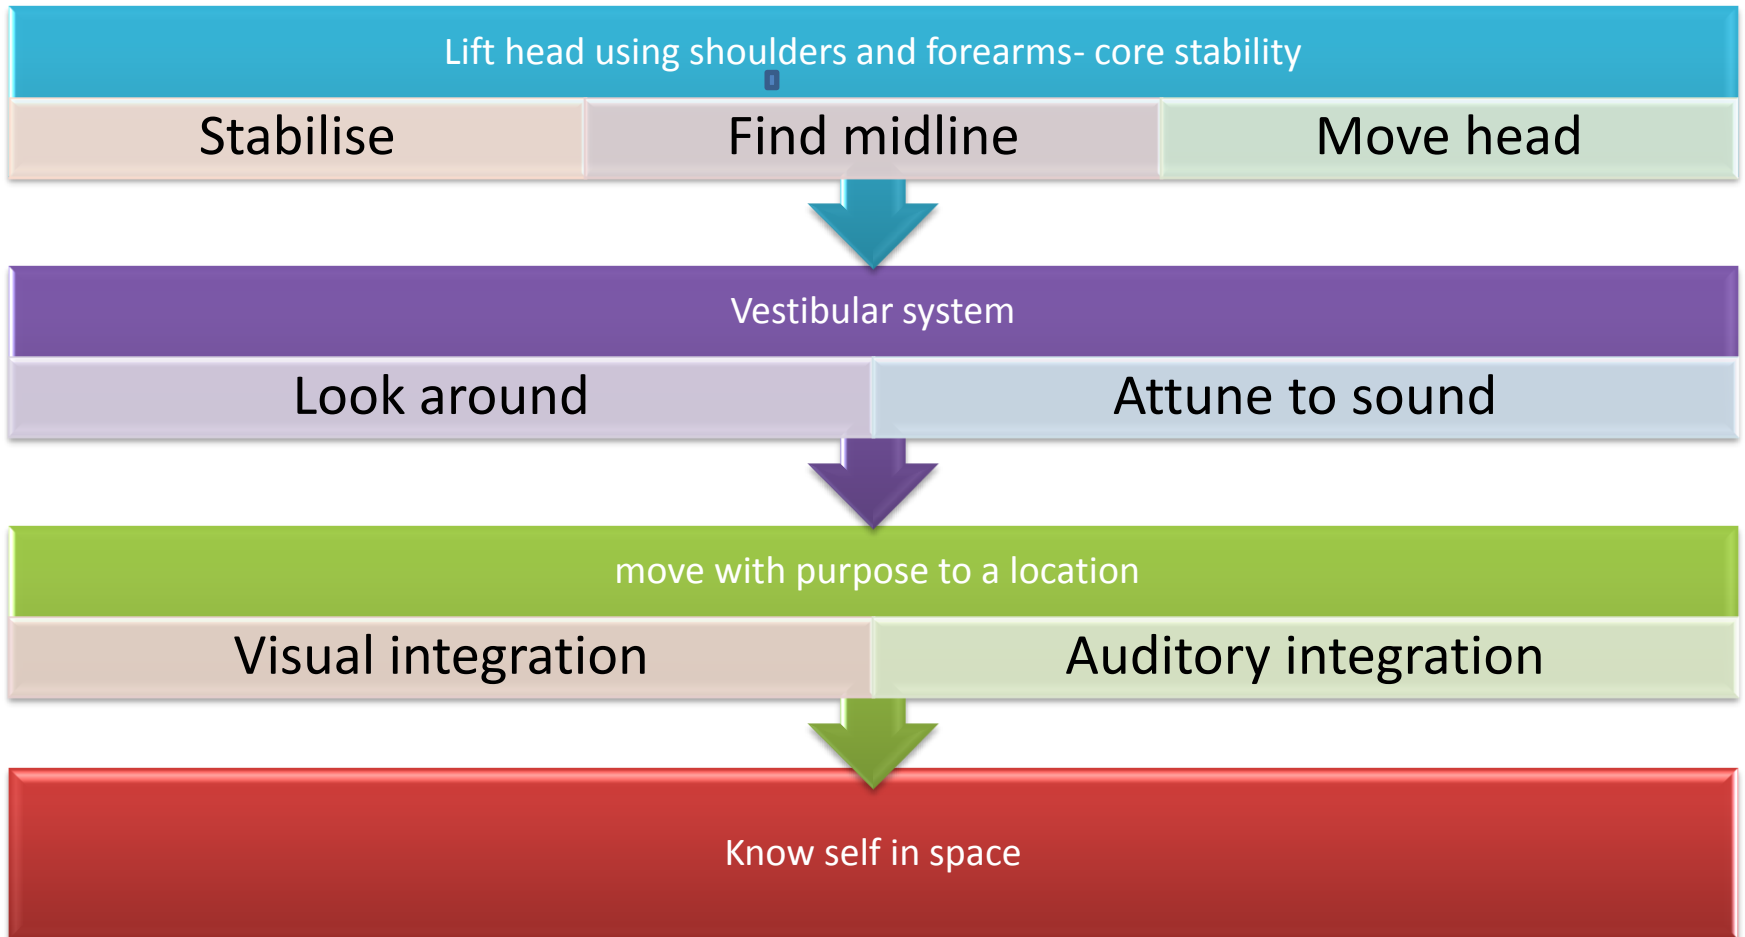 Lift head using shoulders and forearms- core stability
Stabilise Find midline Move head
Vestibular system
Look around Attune to sound
move with purpose to a location
Visual integration Auditory integration
Know self in space